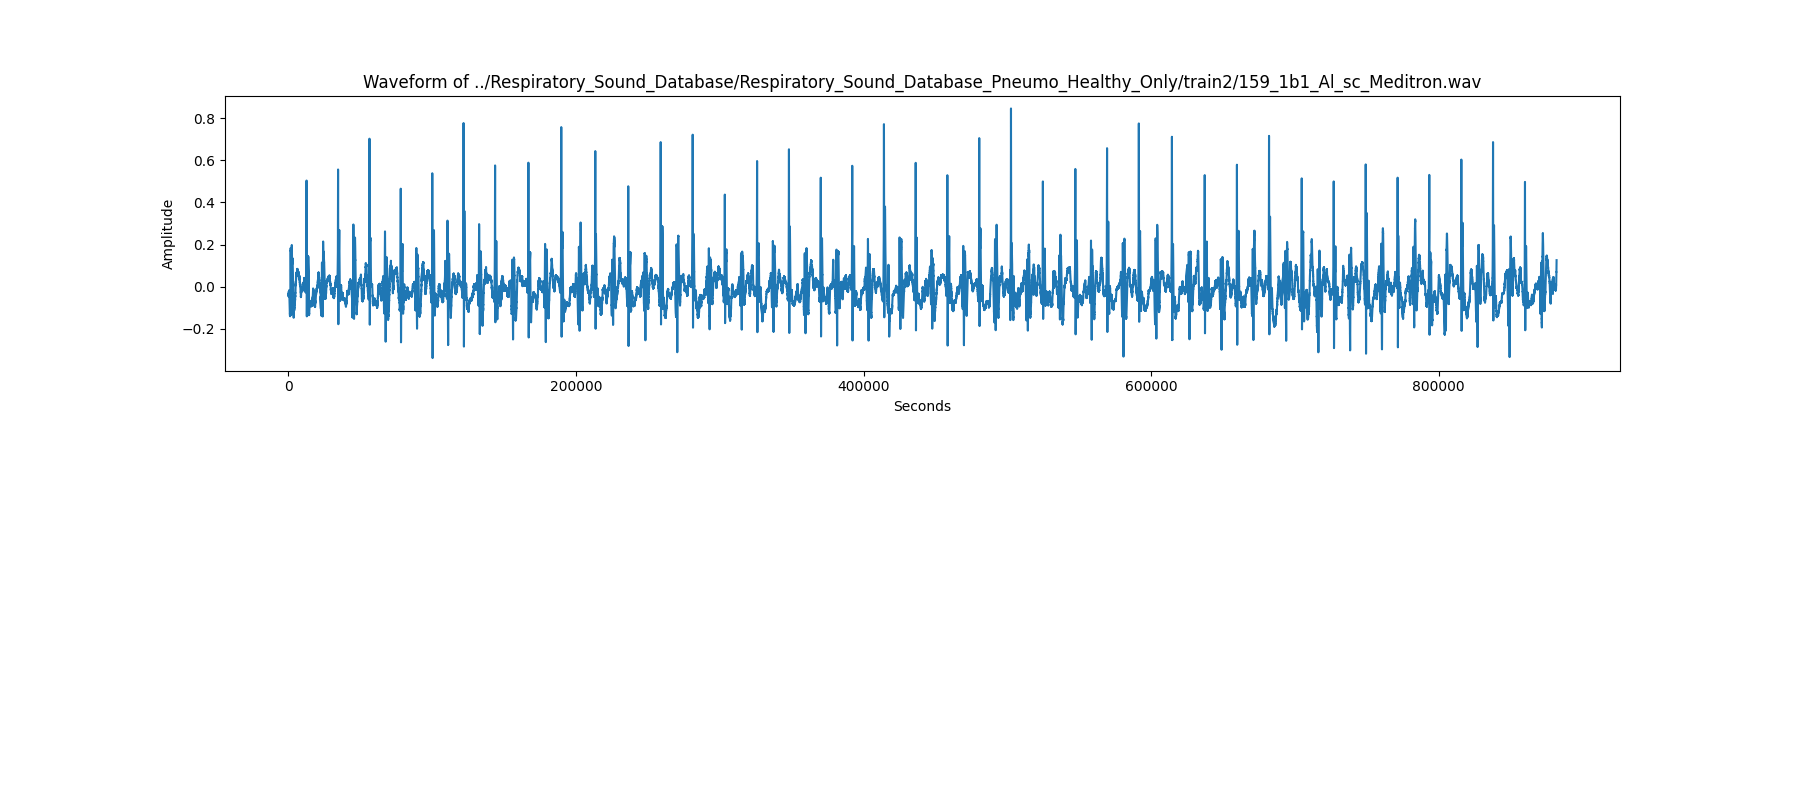 Waveform of ../Respiratory_Sound_Database/Respiratory_Sound_Database_Pneumo_Healthy_Only/train2/159_1b1_Al_sc_Meditron.wav
0.8
0.6
0.4
0.2
0.0
−0.2
Amplitude
0 200000 400000 600000 800000
Seconds